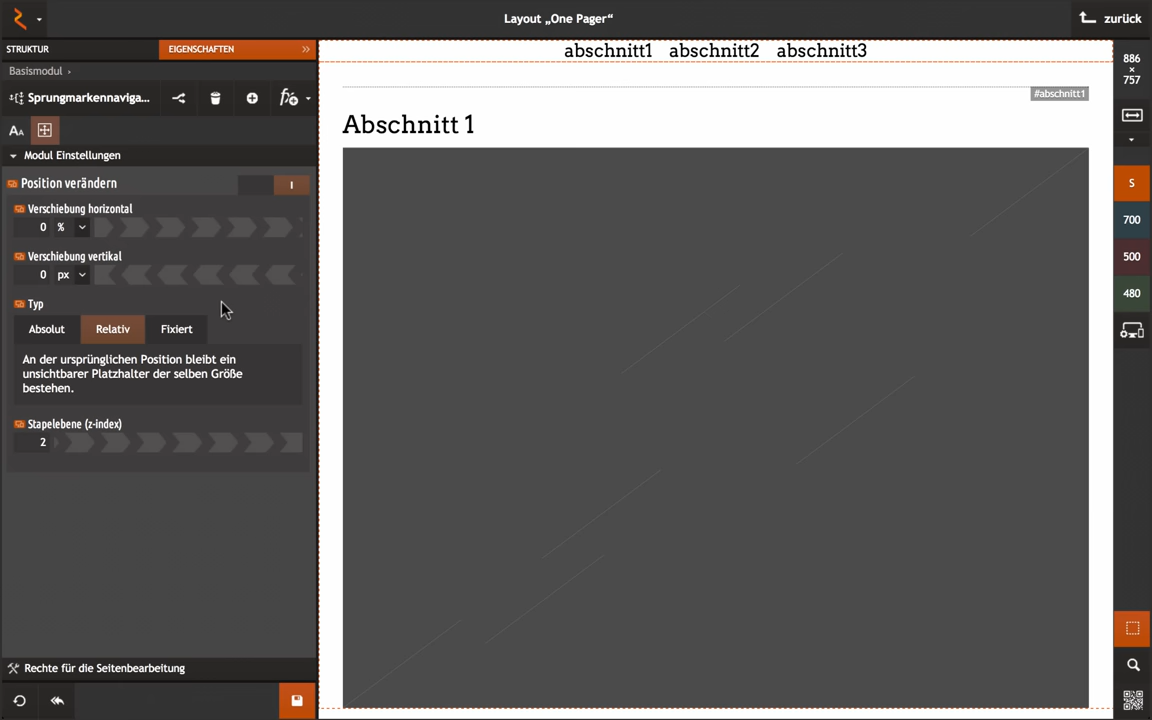 Layout „One Pager“
zurück
STRUKTUR
EIGENSCHAFTEN »
Basismodul ›
Sprungmarkennaviga...
fx
AA
Modul Einstellungen
Position verändern
I
Verschiebung horizontal
0 %
Verschiebung vertikal
0 px
Typ
Absolut Relativ Fixiert
An der ursprünglichen Position bleibt ein
unsichtbarer Platzhalter der selben Größe
bestehen.
Stapelebene (z-index)
2
Rechte für die Seitenbearbeitung
abschnitt1 abschnitt2 abschnitt3
#abschnitt1
Abschnitt 1
886
×
757
S
700
500
480